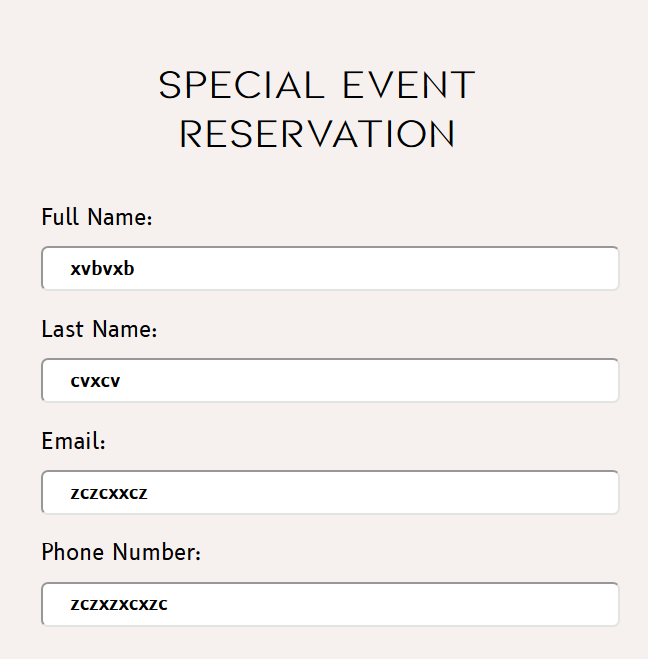 SPECIAL EVENT
RESERVATION
Full Name:
xvbvxb
Last Name:
cvxcv
Email:
zczcxxcz
Phone Number:
zczxzxcxzc